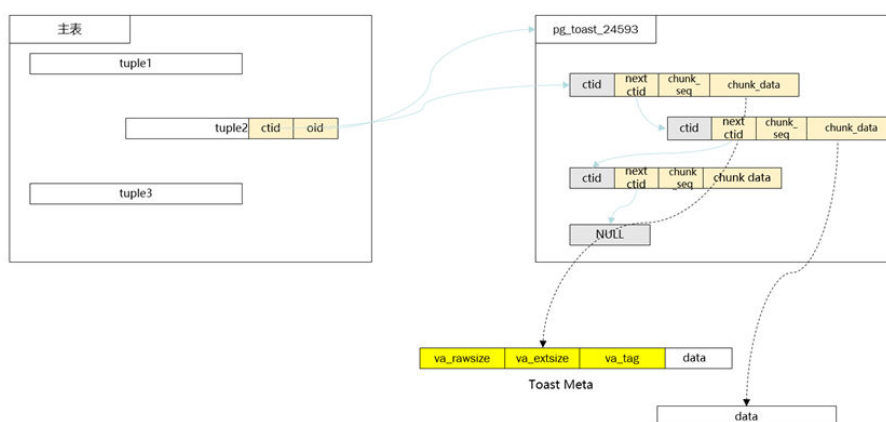 主表
tuple1
tuple2 ctid oid
tuple3
pg_toast_24593
ctid next ctid chunk_seq chunk_data
ctid next ctid chunk_seq chunk_data
ctid next ctid chunk_seq chunk data
NULL
va_rawsize va_extsize va_tag data
Toast Meta
data